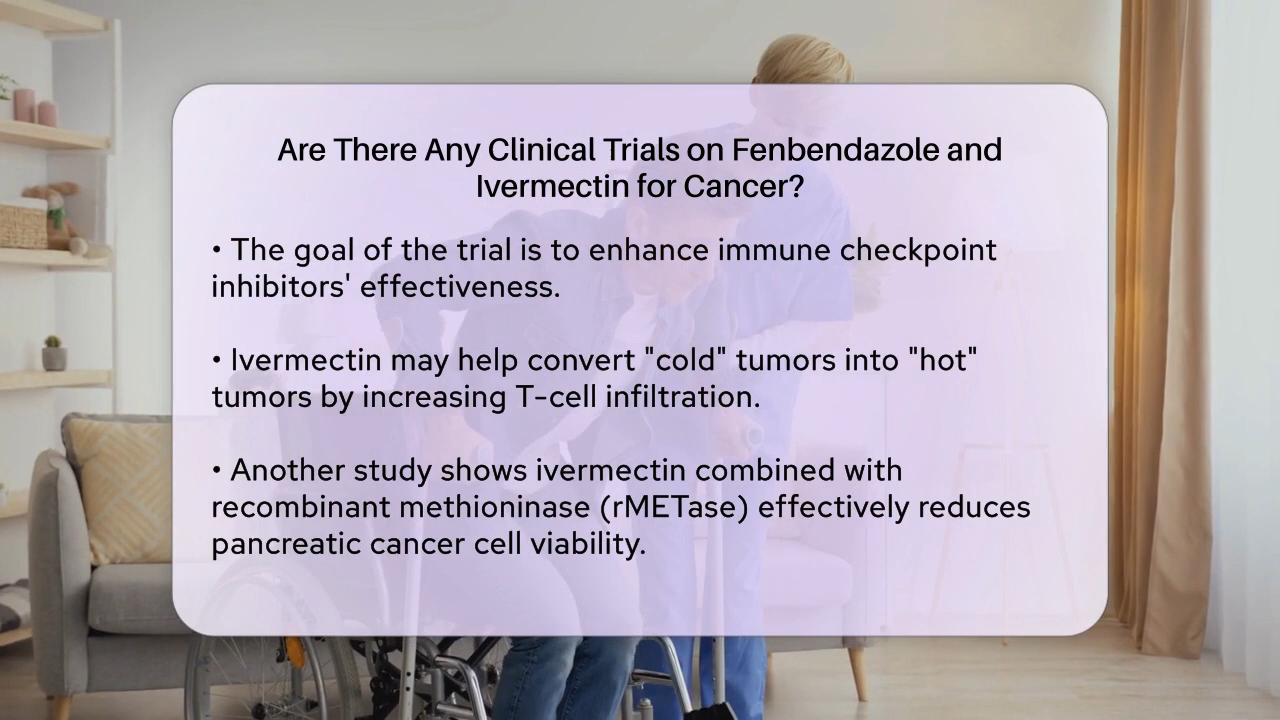 Are There Any Clinical Trials on Fenbendazole and
Ivermectin for Cancer?
• The goal of the trial is to enhance immune checkpoint
inhibitors' effectiveness.
• Ivermectin may help convert "cold" tumors into "hot"
tumors by increasing T-cell infiltration.
• Another study shows ivermectin combined with
recombinant methioninase (rMETase) effectively reduces
pancreatic cancer cell viability.